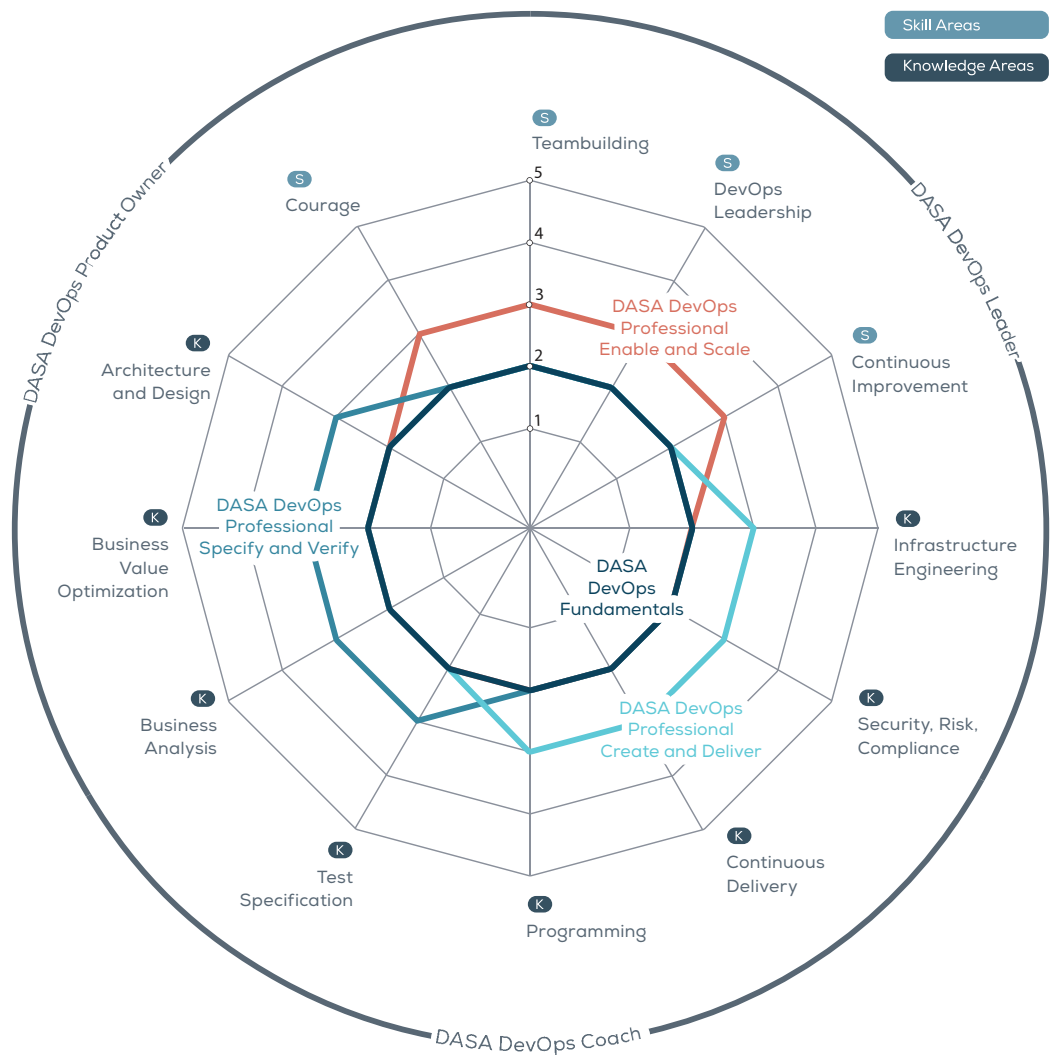 Skill Areas
Knowledge Areas
S
Teambuilding
S
DevOps
Leadership
S
Courage
5
4
3
2
1
DASA DevOps Product Owner
DASA DevOps Leader
DASA DevOps
Professional
Enable and Scale
S
Continuous
Improvement
K
Architecture
and Design
K
Business
Value
Optimization
DASA DevOps
Professional
Specify and Verify
K
Infrastructure
Engineering
DASA
DevOps
Fundamentals
K
Business
Analysis
K
Security, Risk,
Compliance
DASA DevOps
Professional
Create and Deliver
K
Test
Specification
K
Continuous
Delivery
K
Programming
DASA DevOps Coach